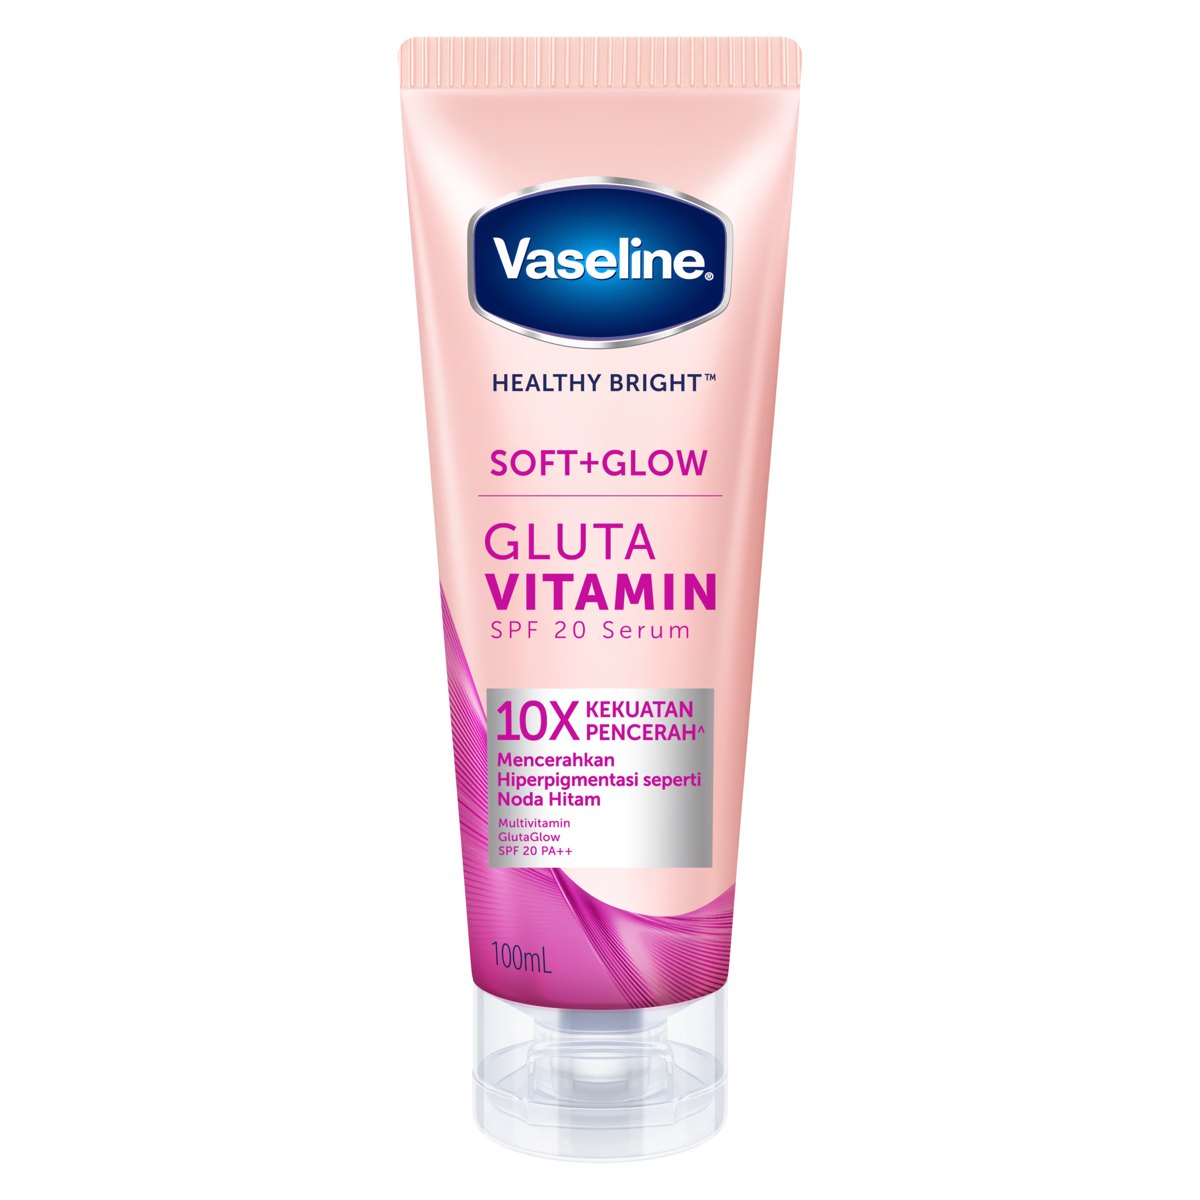 Vaseline®
HEALTHY BRIGHT™
SOFT+GLOW
GLUTA
VITAMIN
SPF 20 Serum
10X KEKUATAN
PENCERAH^
Mencerahkan
Hiperpigmentasi seperti
Noda Hitam
Multivitamin
GlutaGlow
SPF 20 PA++
100mL